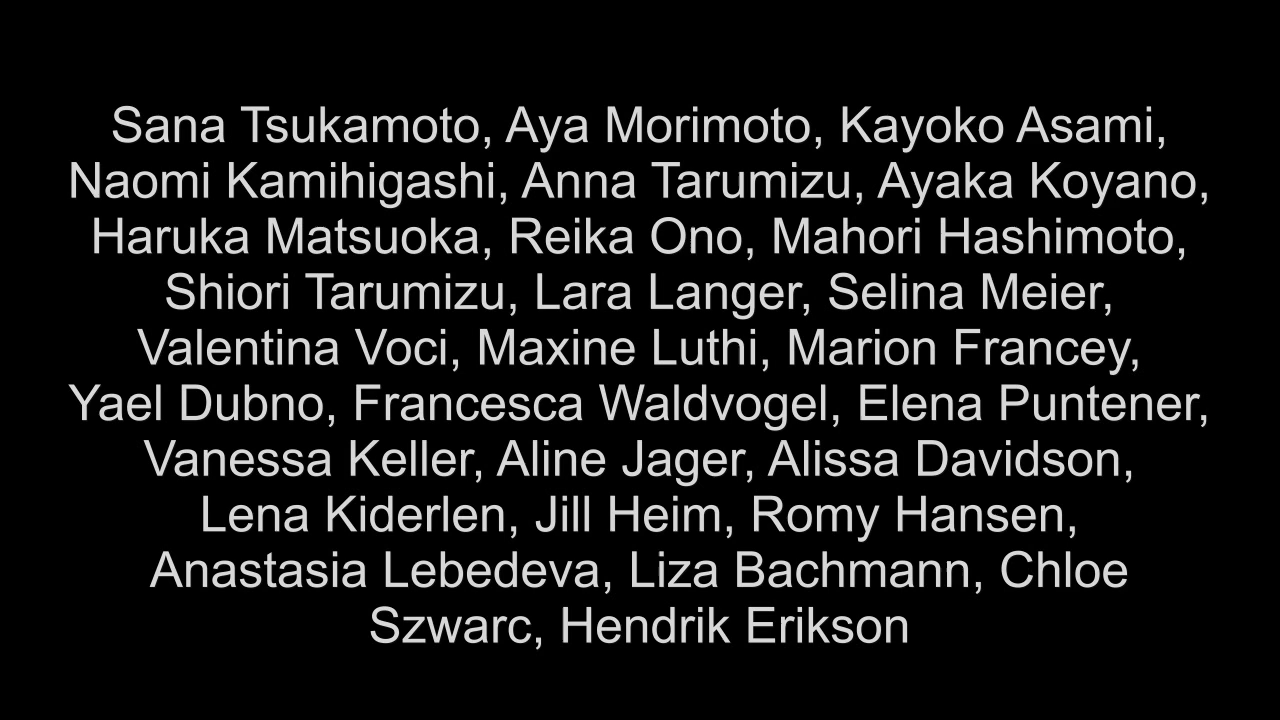 Sana Tsukamoto, Aya Morimoto, Kayoko Asami,
Naomi Kamihigashi, Anna Tarumizu, Ayaka Koyano,
Haruka Matsuoka, Reika Ono, Mahori Hashimoto,
Shiori Tarumizu, Lara Langer, Selina Meier,
Valentina Voci, Maxine Luthi, Marion Francey,
Yael Dubno, Francesca Waldvogel, Elena Puntener,
Vanessa Keller, Aline Jager, Alissa Davidson,
Lena Kiderlen, Jill Heim, Romy Hansen,
Anastasia Lebedeva, Liza Bachmann, Chloe
Szwarc, Hendrik Erikson